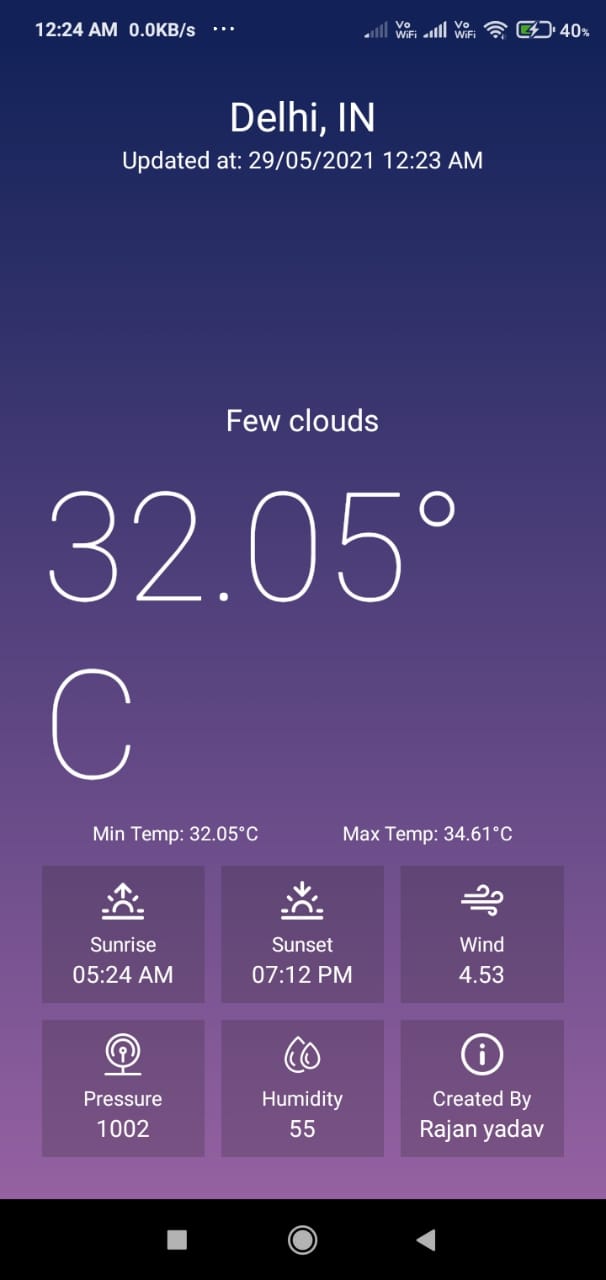 12:24 AM 0.0KB/s ... Vo WiFi Vo WiFi 40%
Delhi, IN
Updated at: 29/05/2021 12:23 AM
Few clouds
32.05°
C
Min Temp: 32.05°C Max Temp: 34.61°C
Sunrise Sunset Wind
05:24 AM 07:12 PM 4.53
Pressure Humidity Created By
1002 55 Rajan yadav